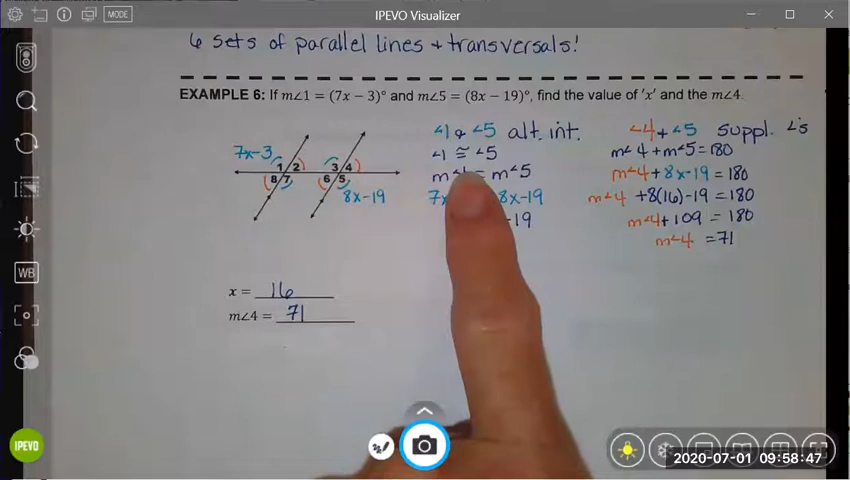 IPEVO Visualizer
MODE
6 sets of parallel lines + transversals!
EXAMPLE 6: If m∠1 = (7x − 3)° and m∠5 = (8x − 19)°, find the value of 'x' and the m∠4.
7x-3
1 2 3 4
8 7 6 5
8x-19
∠1 & ∠5 alt. int.
∠1 ≅ ∠5
= m∠5
8x-19
-19
∠4 + ∠5 suppl. ∠'s
m∠4 + m∠5 = 180
m∠4 + 8x-19 = 180
m∠4 + 8(16) -19 = 180
m∠4 + 109 = 180
m∠4 = 71
x = 16
m∠4 = 71
WB
IPEVO
2020-07-01 09:58:47